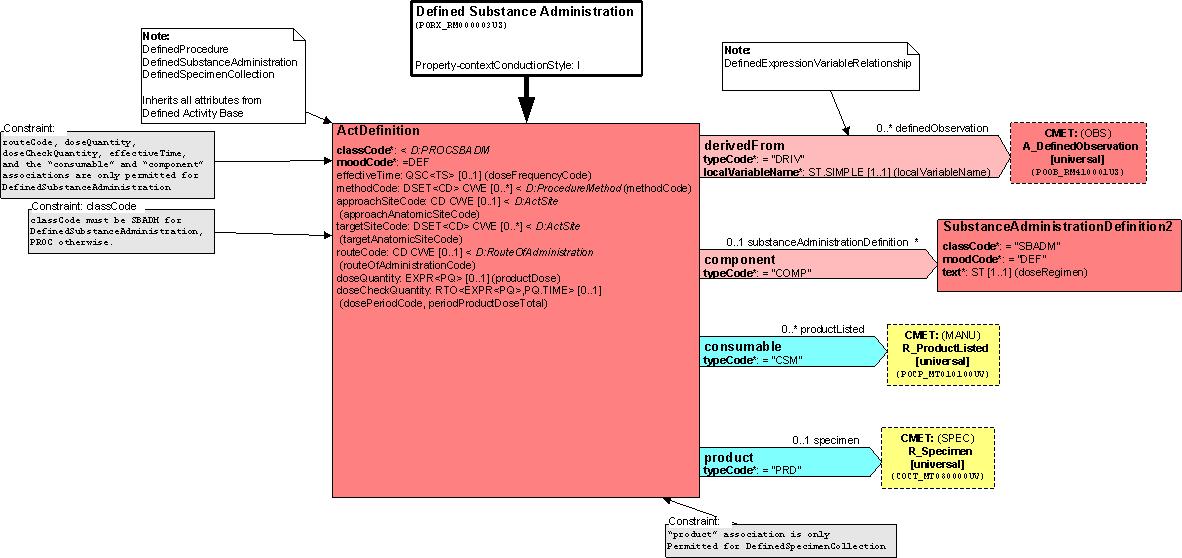 Defined Substance Administration
(PORX_RM000003US)
Property-contextConductionStyle: I
Note:
DefinedProcedure
DefinedSubstanceAdministration
DefinedSpecimenCollection
Inherits all attributes from
Defined Activity Base
Note:
DefinedExpressionVariableRelationship
Constraint:
routeCode, doseQuantity,
doseCheckQuantity, effectiveTime,
and the "consumable" and "component"
associations are only permitted for
DefinedSubstanceAdministration
Constraint: classCode
classCode must be SBADM for
DefinedSubstanceAdministration,
PROC otherwise.
ActDefinition
classCode*: < D:PROCSBADM
moodCode*: =DEF
effectiveTime: QSC<TS> [0..1] (doseFrequencyCode)
methodCode: DSET<CD> CWE [0..*] < D:ProcedureMethod (methodCode)
approachSiteCode: CD CWE [0..1] < D:ActSite
(approachAnatomicSiteCode)
targetSiteCode: DSET<CD> CWE [0..*] < D:ActSite
(targetAnatomicSiteCode)
routeCode: CD CWE [0..1] < D:RouteOfAdministration
(routeOfAdministrationCode)
doseQuantity: EXPR<PQ> [0..1] (productDose)
doseCheckQuantity: RTO<EXPR<PQ>,PQ.TIME> [0..1]
(dosePeriodCode, periodProductDoseTotal)
0..* definedObservation
derivedFrom
typeCode*: = "DRIV"
localVariableName*: ST.SIMPLE [1..1] (localVariableName)
CMET: (OBS)
A_DefinedObservation
[universal]
(POOB_RM410001US)
0..1 substanceAdministrationDefinition *
component
typeCode*: = "COMP"
SubstanceAdministrationDefinition2
classCode*: = "SBADM"
moodCode*: = "DEF"
text*: ST [1..1] (doseRegimen)
0..* productListed
consumable
typeCode*: = "CSM"
CMET: (MANU)
R_ProductListed
[universal]
(POCP_MT010100UV)
0..1 specimen
product
typeCode*: = "PRD"
CMET: (SPEC)
R_Specimen
[universal]
(COCT_MT080000UV)
Constraint:
"product" association is only
Permitted for DefinedSpecimenCollection